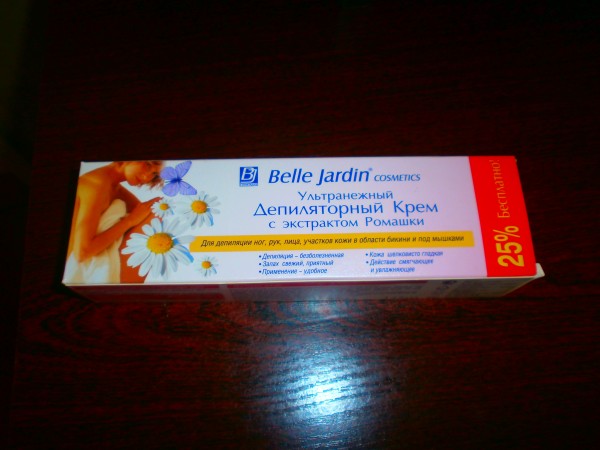 BJ
Belle Jardin® COSMETICS
Ультранежный
Депиляторный Крем
с экстрактом Ромашки
Для депиляции ног, рук, лица, участков кожи в области бикини и под мышками
• Депиляция – безболезненная
• Запах свежий, приятный
• Применение – удобное
• Кожа шелковисто гладкая
• Действие смягчающее
и увлажняющее
25% Бесплатно